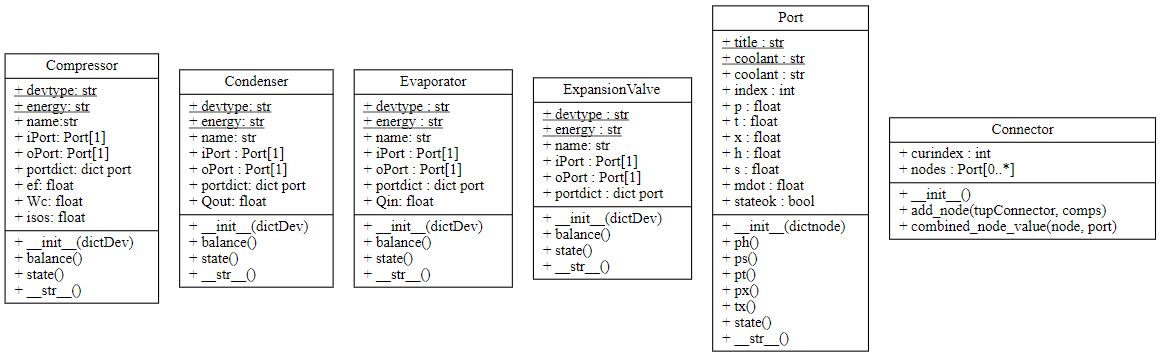 Compressor
+ devtype: str
+ energy: str
+ name:str
+ iPort: Port[1]
+ oPort: Port[1]
+ portdict: dict port
+ ef: float
+ Wc: float
+ isos: float
+ __init__(dictDev)
+ balance()
+ state()
+ __str__()
Condenser
+ devtype: str
+ energy: str
+ name: str
+ iPort : Port[1]
+ oPort : Port[1]
+ portdict: dict port
+ Qout: float
+ __init__(dictDev)
+ balance()
+ state()
+ __str__()
Evaporator
+ devtype : str
+ energy : str
+ name: str
+ iPort : Port[1]
+ oPort : Port[1]
+ portdict : dict port
+ Qin: float
+ __init__(dictDev)
+ balance()
+ state()
+ __str__()
ExpansionValve
+ devtype : str
+ energy : str
+ name: str
+ iPort : Port[1]
+ oPort : Port[1]
+ portdict : dict port
+ __init__(dictDev)
+ balance()
+ state()
+ __str__()
Port
+ title : str
+ coolant : str
+ coolant : str
+ index : int
+ p : float
+ t : float
+ x : float
+ h : float
+ s : float
+ mdot : float
+ stateok : bool
+ __init__(dictnode)
+ ph()
+ ps()
+ pt()
+ px()
+ tx()
+ state()
+ __str__()
Connector
+ curindex : int
+ nodes : Port[0..*]
+ __init__()
+ add_node(tupConnector, comps)
+ combined_node_value(node, port)